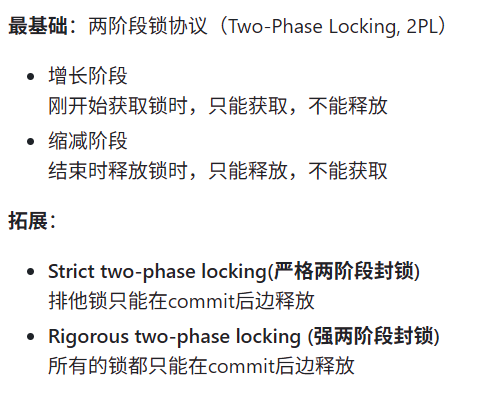 最基础：两阶段锁协议（Two-Phase Locking, 2PL）
增长阶段
刚开始获取锁时，只能获取，不能释放
缩减阶段
结束时释放锁时，只能释放，不能获取
拓展：
Strict two-phase locking(严格两阶段封锁)
排他锁只能在commit后边释放
Rigorous two-phase locking (强两阶段封锁)
所有的锁都只能在commit后边释放